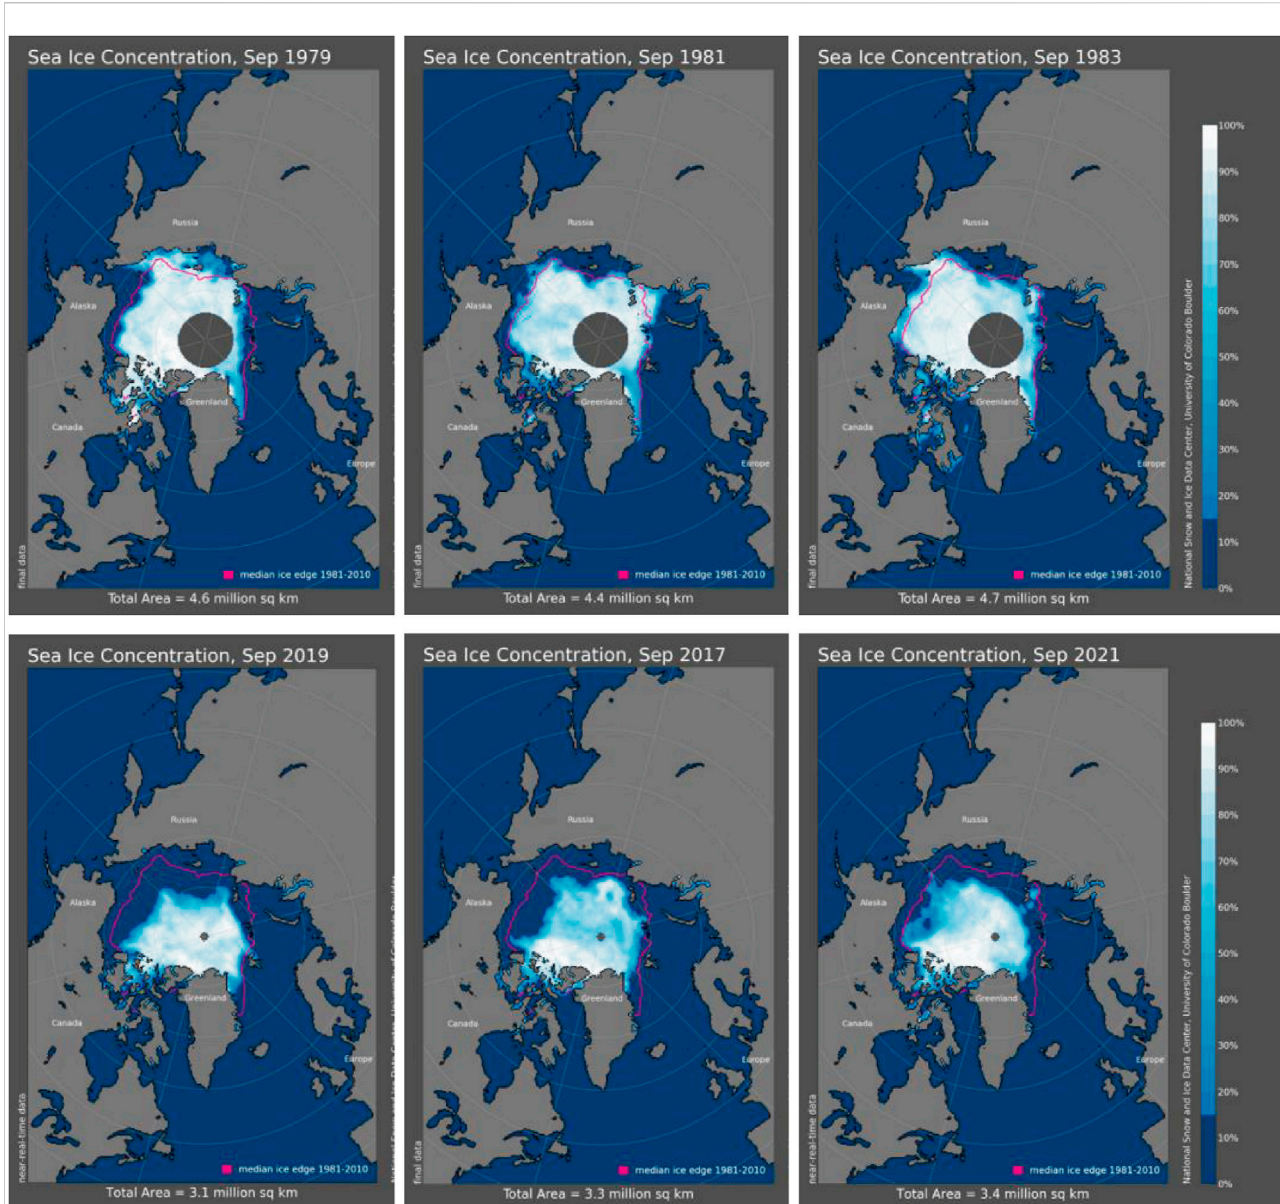 Sea Ice Concentration, Sep 1979
Russia
Alaska
Greenland
Canada
Europe
final data
median ice edge 1981-2010
Total Area = 4.6 million sq km
Sea Ice Concentration, Sep 1981
Russia
Alaska
Greenland
Canada
Europe
final data
median ice edge 1981-2010
Total Area = 4.4 million sq km
Sea Ice Concentration, Sep 1983
Russia
Alaska
Greenland
Canada
Europe
final data
median ice edge 1981-2010
Total Area = 4.7 million sq km
National Snow and Ice Data Center, University of Colorado Boulder
100%
90%
80%
70%
60%
50%
40%
30%
20%
10%
0%
Sea Ice Concentration, Sep 2019
Russia
Alaska
Greenland
Canada
Europe
near-real-time data
median ice edge 1981-2010
Total Area = 3.1 million sq km
Sea Ice Concentration, Sep 2017
Russia
Alaska
Greenland
Canada
Europe
final data
median ice edge 1981-2010
Total Area = 3.3 million sq km
Sea Ice Concentration, Sep 2021
Russia
Alaska
Greenland
Canada
Europe
near-real-time data
median ice edge 1981-2010
Total Area = 3.4 million sq km
National Snow and Ice Data Center, University of Colorado Boulder
100%
90%
80%
70%
60%
50%
40%
30%
20%
10%
0%